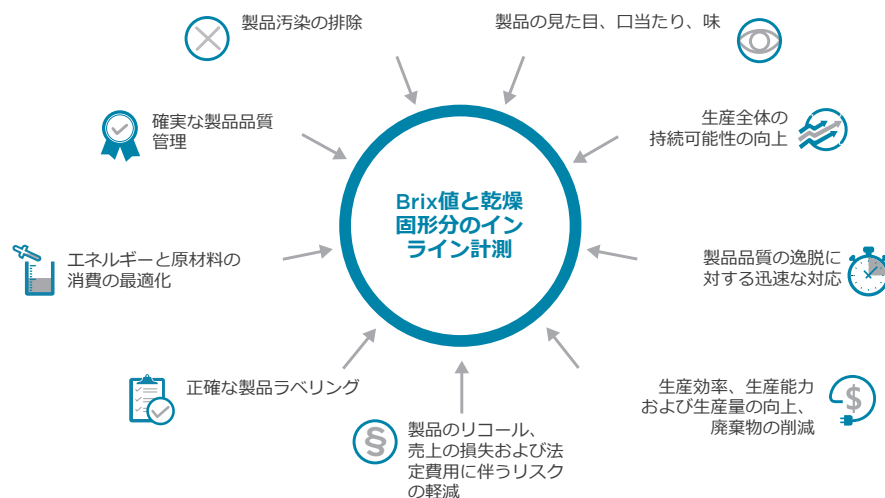 製品汚染の排除
製品の見た目、口当たり、味
確実な製品品質
管理
生産全体の
持続可能性の向上
Brix値と乾燥
固形分のイン
ライン計測
エネルギーと原材料の
消費の最適化
製品品質の逸脱に
対する迅速な対応
正確な製品ラベリング
生産効率、生産能力
および生産量の向上、
廃棄物の削減
$
§
製品のリコール、
売上の損失および法
定費用に伴うリスク
の軽減